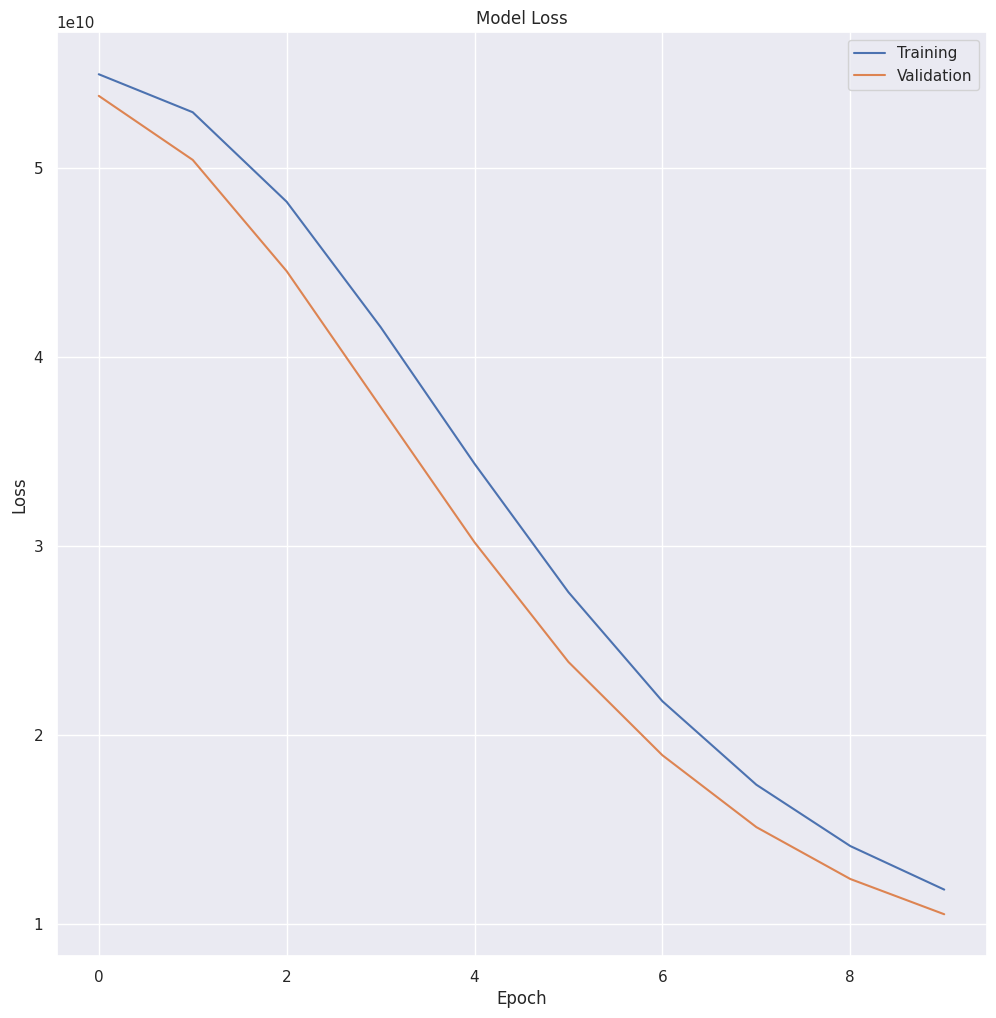 Model Loss
1e10
Training
Validation
5
4
3
2
1
Loss
0 2 4 6 8
Epoch